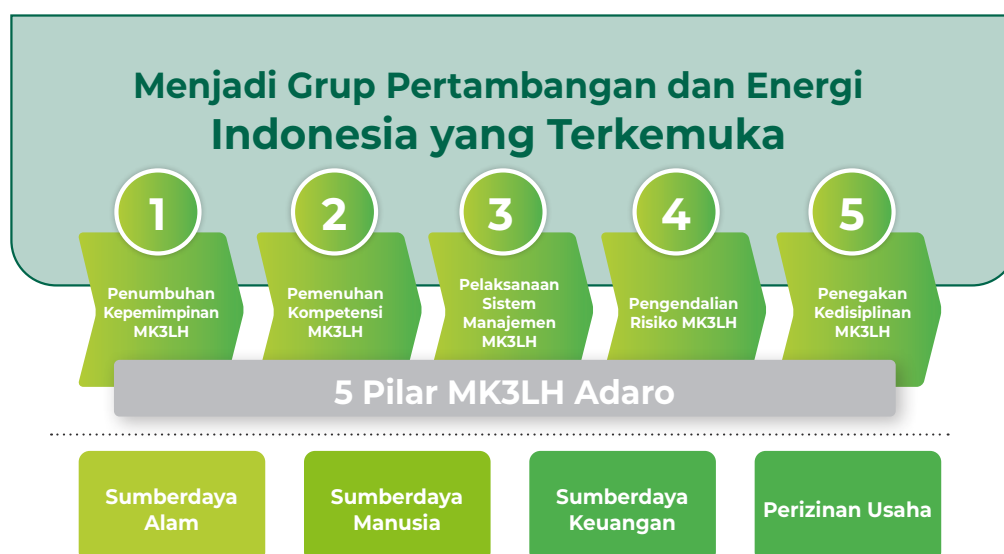 Menjadi Grup Pertambangan dan Energi
Indonesia yang Terkemuka
1
Penumbuhan
Kepemimpinan
MK3LH
2
Pemenuhan
Kompetensi
MK3LH
3
Pelaksanaan
Sistem
Manajemen
MK3LH
4
Pengendalian
Risiko MK3LH
5
Penegakan
Kedisiplinan
MK3LH
5 Pilar MK3LH Adaro
Sumberdaya
Alam
Sumberdaya
Manusia
Sumberdaya
Keuangan
Perizinan Usaha